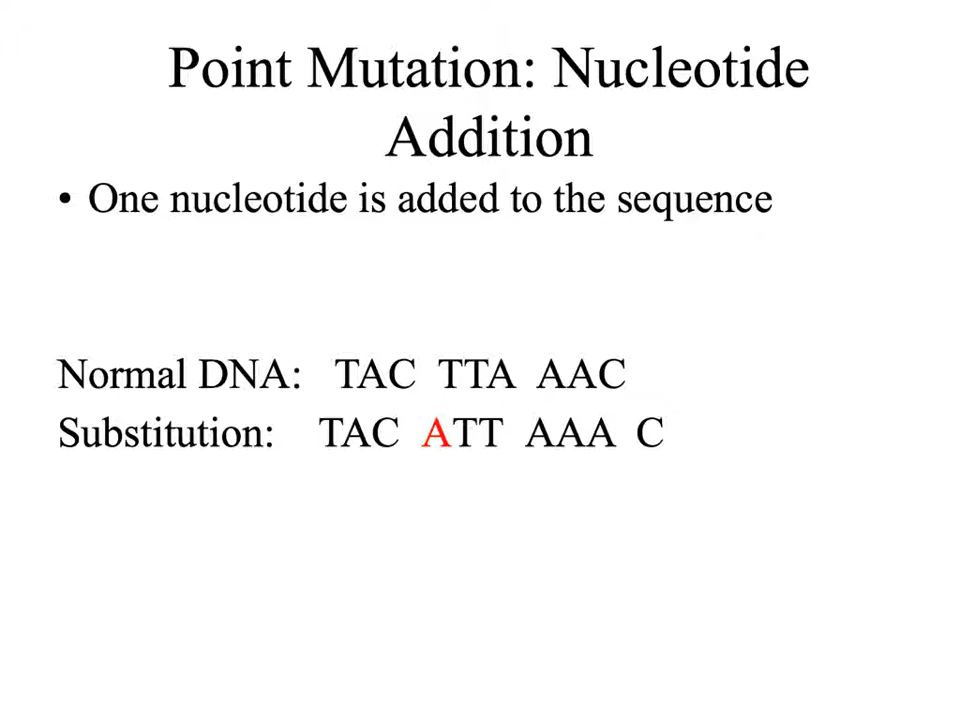 Point Mutation: Nucleotide
Addition
• One nucleotide is added to the sequence
Normal DNA: TAC TTA AAC
Substitution: TAC ATT AAA C